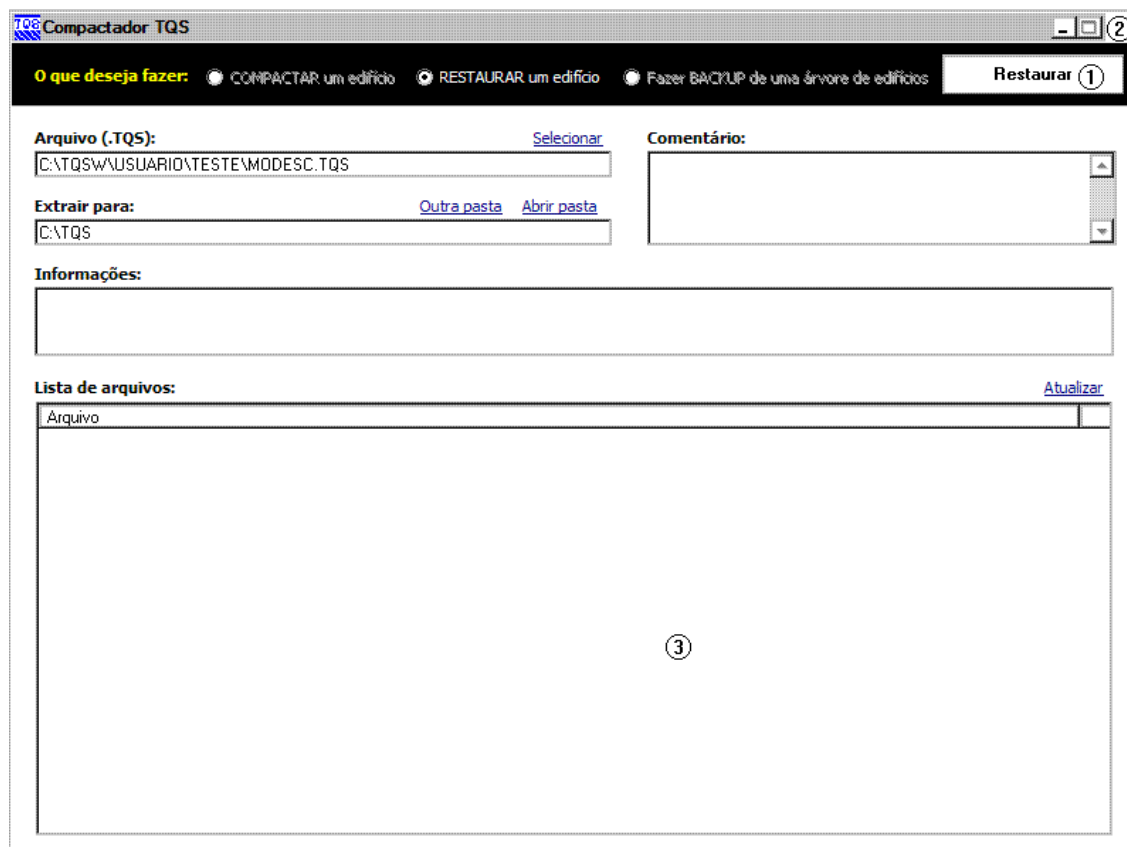 TQS Compactador TQS
②
O que deseja fazer: COMPACTAR um edifício RESTAURAR um edifício Fazer BACKUP de uma árvore de edifícios Restaurar ①
Arquivo (.TQS): Selecionar
C:\TQSW\USUARIO\TESTE\MODESC.TQS
Extrair para: Outra pasta Abrir pasta
C:\TQS
Comentário:
Informações:
Lista de arquivos: Atualizar
Arquivo
③